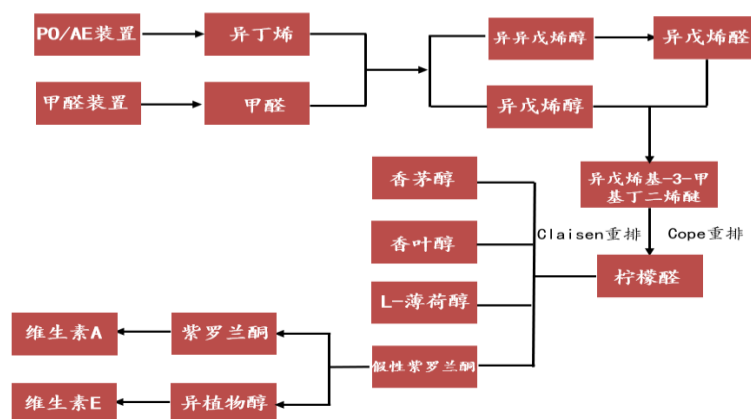 PO/AE装置
异丁烯
异异戊烯醇
异戊烯醛
甲醛装置
甲醛
异戊烯醇
异戊烯基-3-甲
基丁二烯醚
香茅醇
Claisen重排
Cope重排
香叶醇
柠檬醛
L-薄荷醇
维生素A
紫罗兰酮
假性紫罗兰酮
维生素E
异植物醇